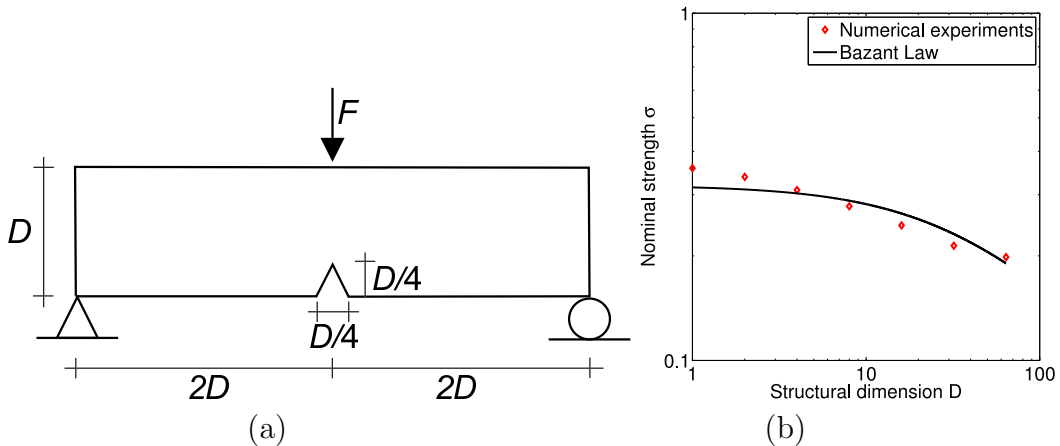 F
D
D/4
D/4
2D
2D
(a)
Numerical experiments
Bazant Law
Nominal strength σ
1
0.1
1
10
100
Structural dimension D
(b)